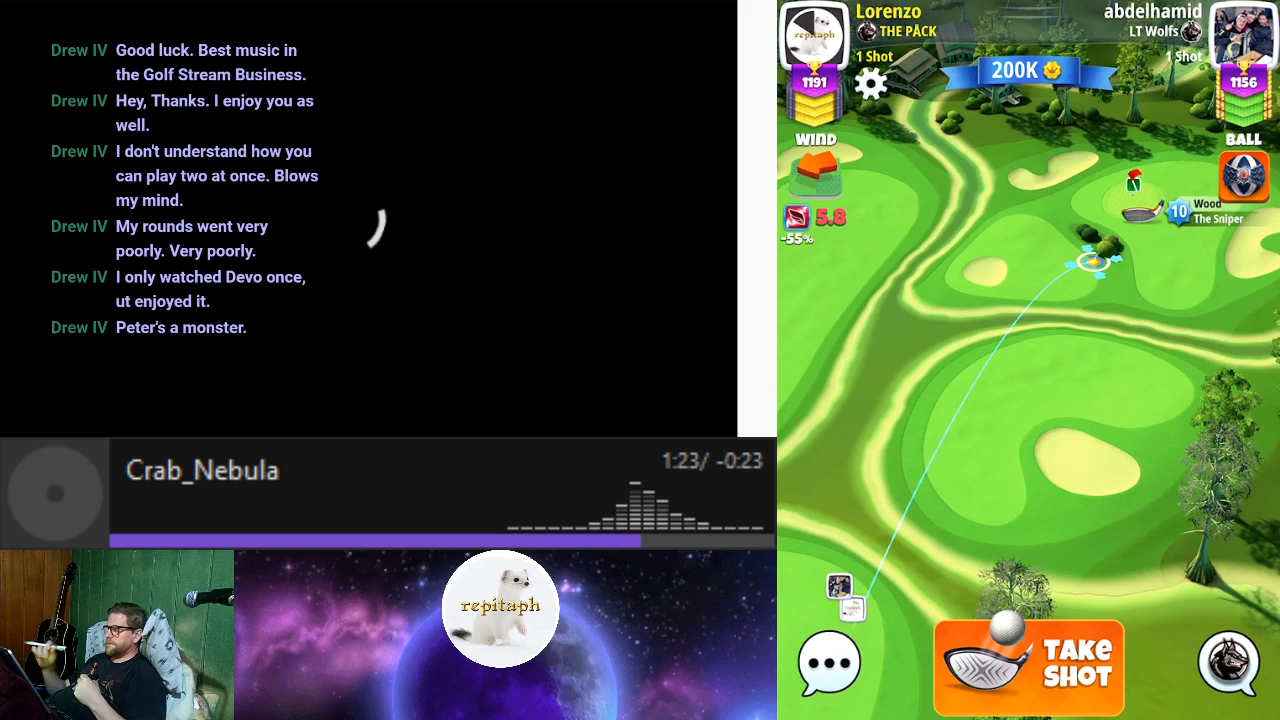 Drew IV Good luck. Best music in
the Golf Stream Business.
Drew IV Hey, Thanks. I enjoy you as
well.
Drew IV I don't understand how you
can play two at once. Blows
my mind.
Drew IV My rounds went very
poorly. Very poorly.
Drew IV I only watched Devo once,
ut enjoyed it.
Drew IV Peter's a monster.
Crab_Nebula
1:23/ -0:23
repitaph
repitaph
Lorenzo
THE PÅCK
1 Shot
1191
200K
abdelhamid
LT Wolfs
1 Shot
1156
WIND
5.8
-55%
BALL
10 Wood
The Sniper
TAKE
SHOT